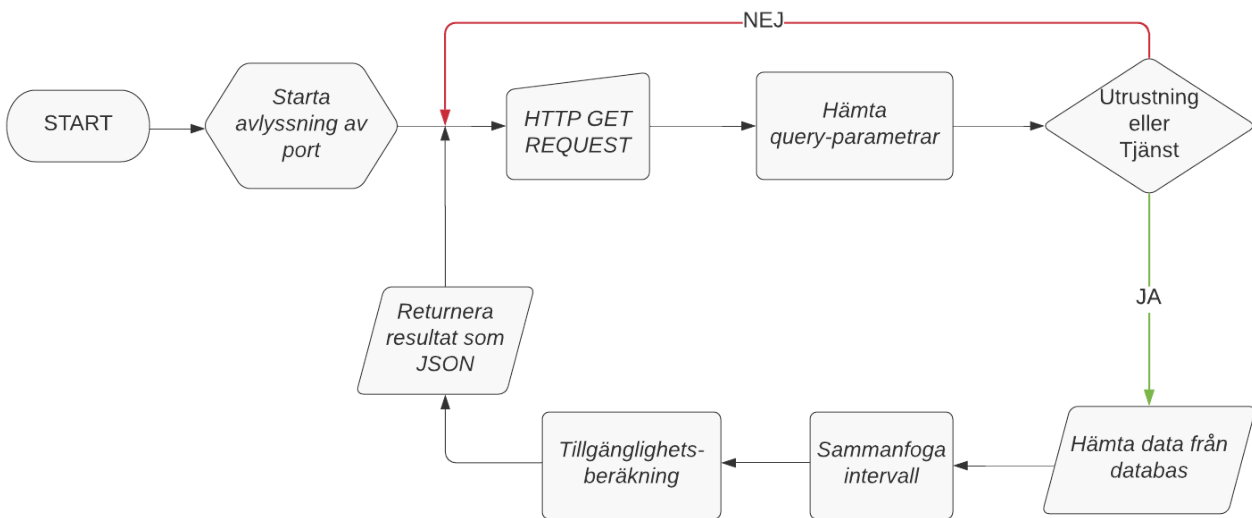 NEJ
START
Starta
avlyssning av
port
HTTP GET
REQUEST
Hämta
query-parametrar
Utrustning
eller
Tjänst
JA
Hämta data från
databas
Sammanfoga
intervall
Tillgänglighets-
beräkning
Returnera
resultat som
JSON